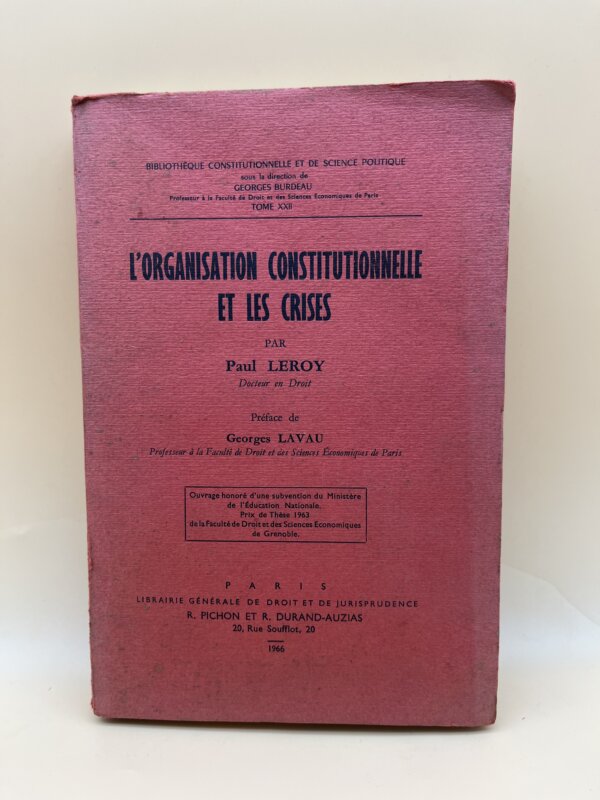 BIBLIOTHÈQUE CONSTITUTIONNELLE ET DE SCIENCE POLITIQUE
sous la direction de
GEORGES BURDEAU
Professeur à la Faculté de Droit et des Sciences Économiques de Paris
TOME XXII
L'ORGANISATION CONSTITUTIONNELLE
ET LES CRISES
PAR
Paul LEROY
Docteur en Droit
Préface de
Georges LAVAU
Professeur à la Faculté de Droit et des Sciences Économiques de Paris
Ouvrage honoré d'une subvention du Ministère
de l'Éducation Nationale.
Prix de Thèse 1963
de la Faculté de Droit et des Sciences Économiques
de Grenoble.
PARIS
LIBRAIRIE GÉNÉRALE DE DROIT ET DE JURISPRUDENCE
R. PICHON ET R. DURAND-AUZIAS
20, Rue Soufflot, 20
1966